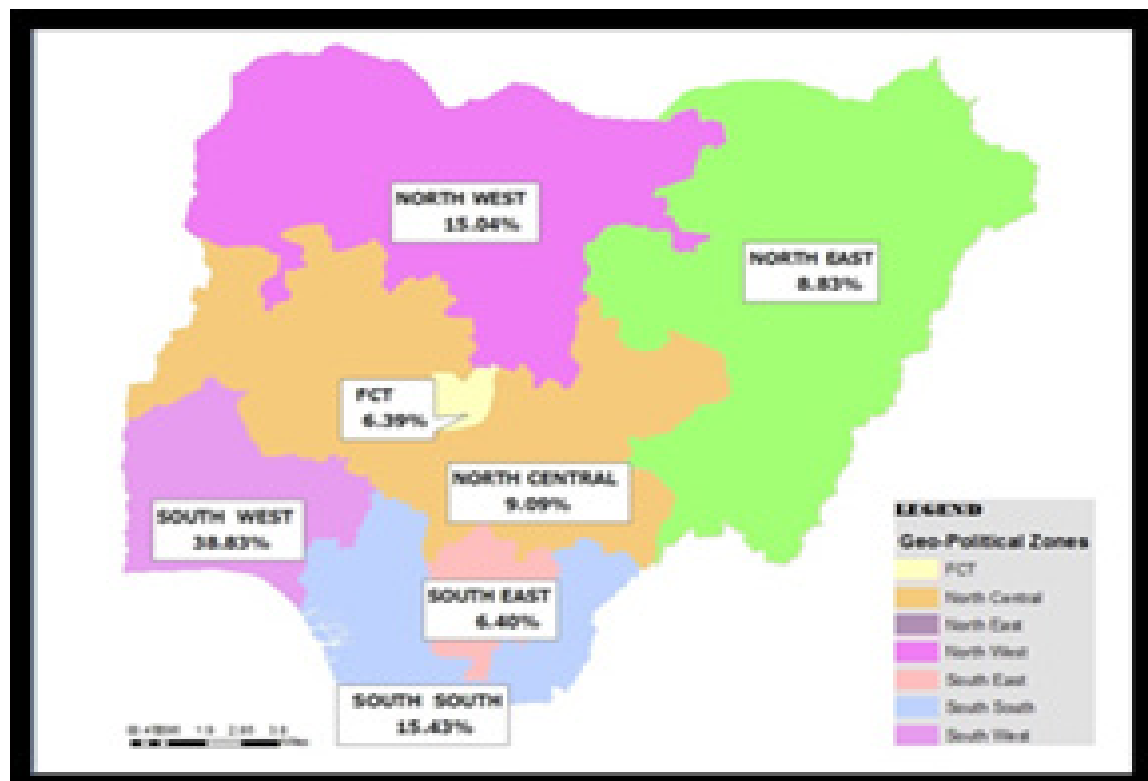 NORTH WEST
15.04%
NORTH EAST
8.83%
FCT
6.39%
NORTH CENTRAL
9.09%
SOUTH WEST
38.83%
SOUTH EAST
6.40%
SOUTH SOUTH
15.43%
LEGEND
Geo-Political Zones
FCT
North Central
North East
North West
South East
South South
South West